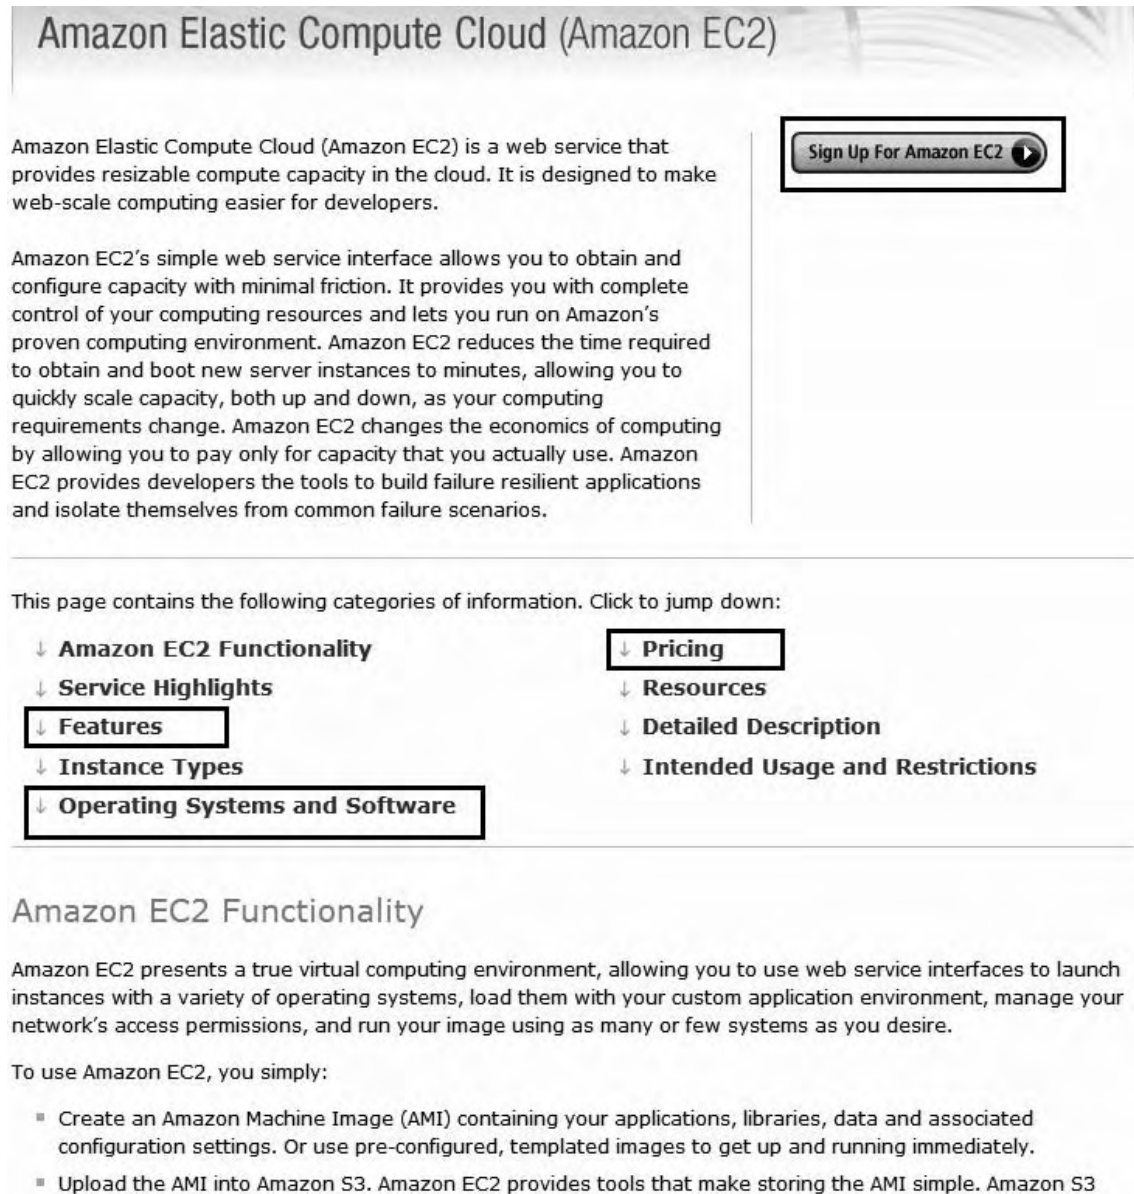 Amazon Elastic Compute Cloud (Amazon EC2)
Amazon Elastic Compute Cloud (Amazon EC2) is a web service that
provides resizable compute capacity in the cloud. It is designed to make
web-scale computing easier for developers.
Sign Up For Amazon EC2
Amazon EC2's simple web service interface allows you to obtain and
configure capacity with minimal friction. It provides you with complete
control of your computing resources and lets you run on Amazon's
proven computing environment. Amazon EC2 reduces the time required
to obtain and boot new server instances to minutes, allowing you to
quickly scale capacity, both up and down, as your computing
requirements change. Amazon EC2 changes the economics of computing
by allowing you to pay only for capacity that you actually use. Amazon
EC2 provides developers the tools to build failure resilient applications
and isolate themselves from common failure scenarios.
This page contains the following categories of information. Click to jump down:
↓ Amazon EC2 Functionality
↓ Service Highlights
↓ Features
↓ Instance Types
↓ Operating Systems and Software
↓ Pricing
↓ Resources
↓ Detailed Description
↓ Intended Usage and Restrictions
Amazon EC2 Functionality
Amazon EC2 presents a true virtual computing environment, allowing you to use web service interfaces to launch
instances with a variety of operating systems, load them with your custom application environment, manage your
network's access permissions, and run your image using as many or few systems as you desire.
To use Amazon EC2, you simply:
▪ Create an Amazon Machine Image (AMI) containing your applications, libraries, data and associated
configuration settings. Or use pre-configured, templated images to get up and running immediately.
▪ Upload the AMI into Amazon S3. Amazon EC2 provides tools that make storing the AMI simple. Amazon S3